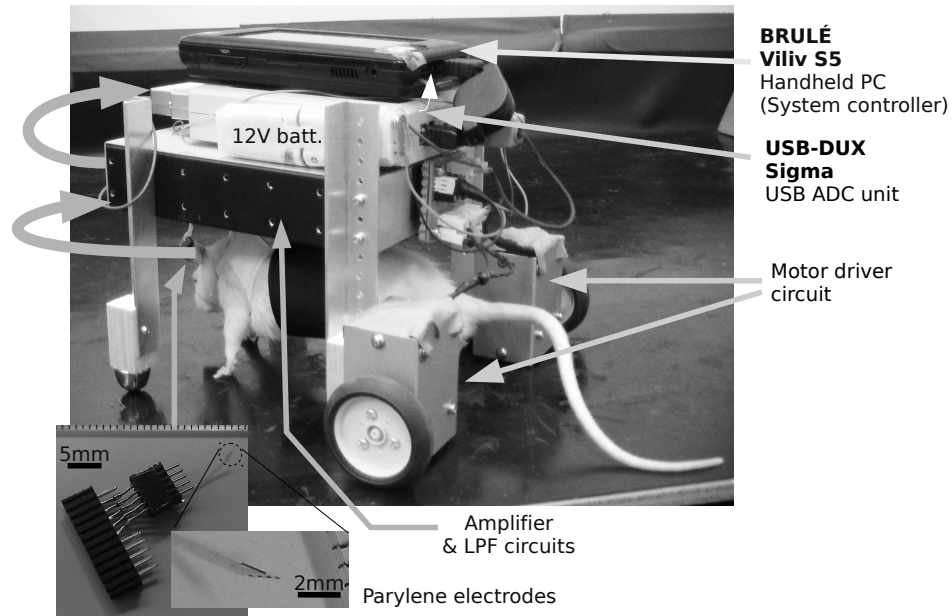 BRULÉ
Viliv S5
Handheld PC
(System controller)
12V batt.
USB-DUX
Sigma
USB ADC unit
Motor driver
circuit
5mm
Amplifier
& LPF circuits
2mm
Parylene electrodes